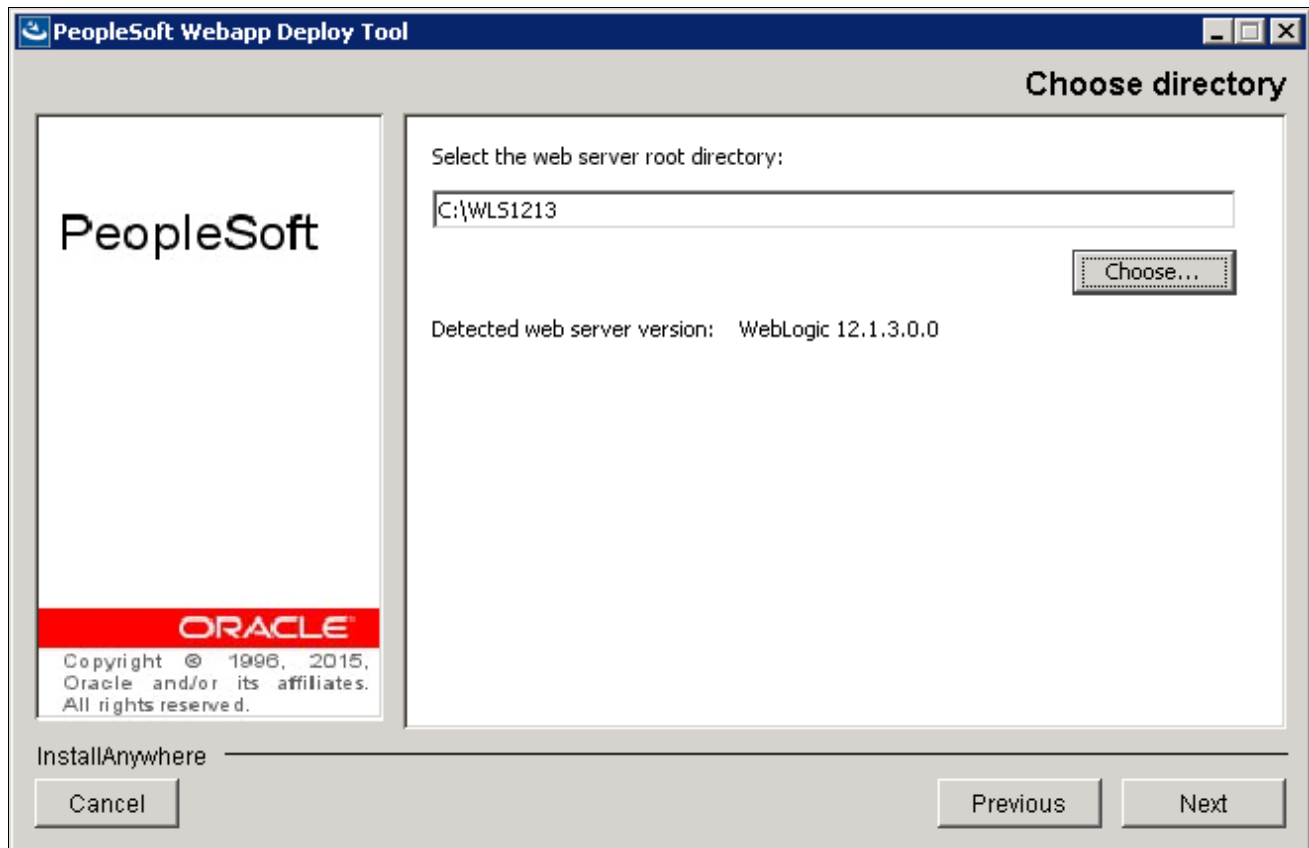 PeopleSoft Webapp Deploy Tool
Choose directory
PeopleSoft
ORACLE
Copyright © 1996, 2015,
Oracle and/or its affiliates.
All rights reserved.
Select the web server root directory:
C:\WLS1213
Choose...
Detected web server version: WebLogic 12.1.3.0.0
InstallAnywhere
Cancel
Previous Next